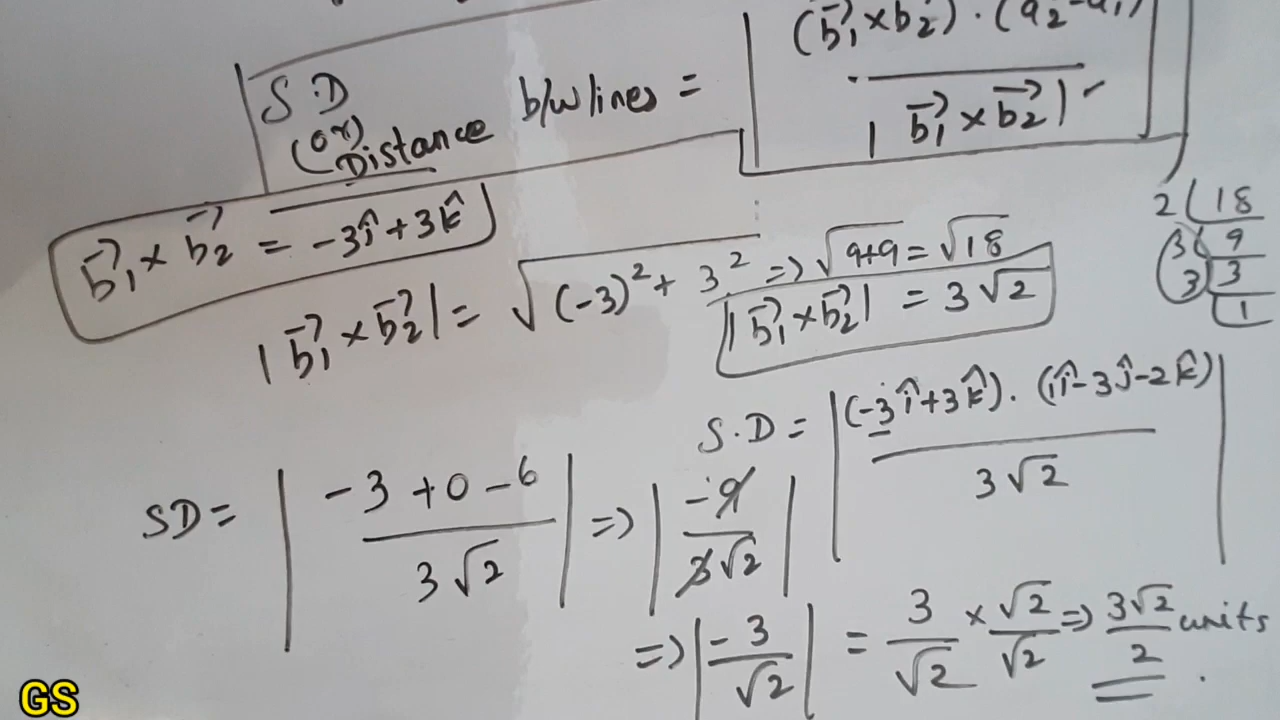 (b⃗₁×b₂)·(a₂-a₁)
S.D b/w lines =
(or)
Distance
|b⃗₁×b⃗₂|
b⃗₁×b⃗₂ = -3î+3k̂
|b⃗₁×b⃗₂| = √(-3)²+3² => √9+9 = √18
|b⃗₁×b⃗₂| = 3√2
2 18
3 9
3 3
1
S.D = |(-3î+3k̂).(1î-3ĵ-2k̂)|
3√2
SD = |-3+0-6| => |-9|
3√2 3√2
=> |-3| = 3 × √2 => 3√2 units
√2 √2 √2 2
GS